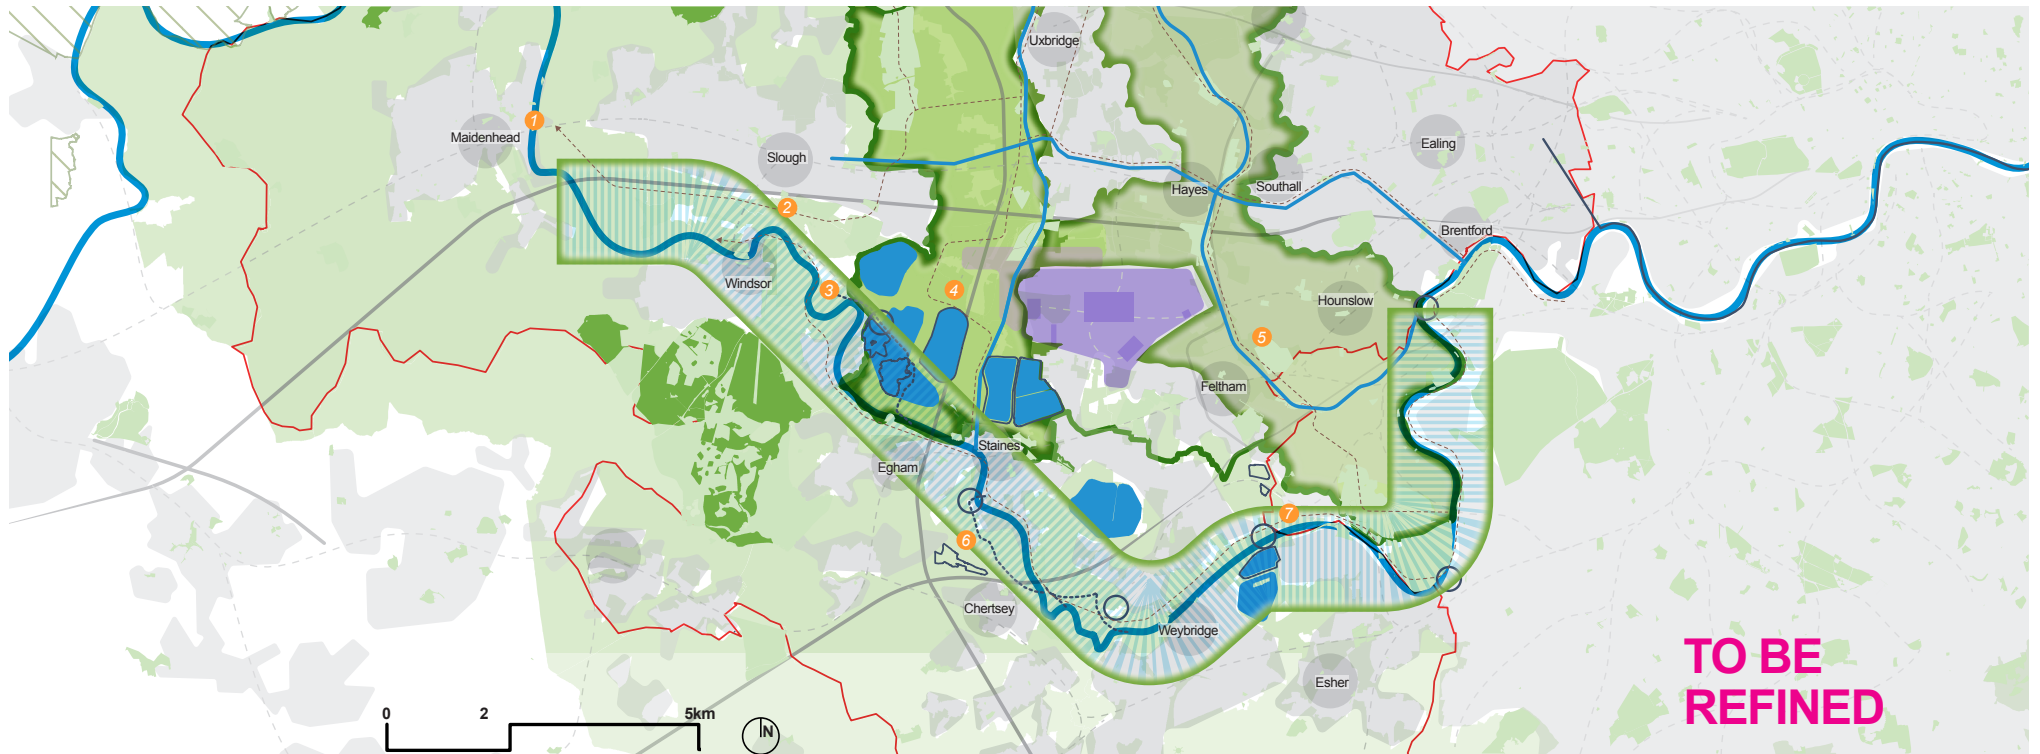 Uxbridge
1
Maidenhead
Slough
Ealing
Hayes
Southall
2
Brentford
Windsor
3
4
Hounslow
5
Feltham
Staines
Egham
7
6
Chertsey
Weybridge
Esher
TO BE
REFINED
0 2 5km
N